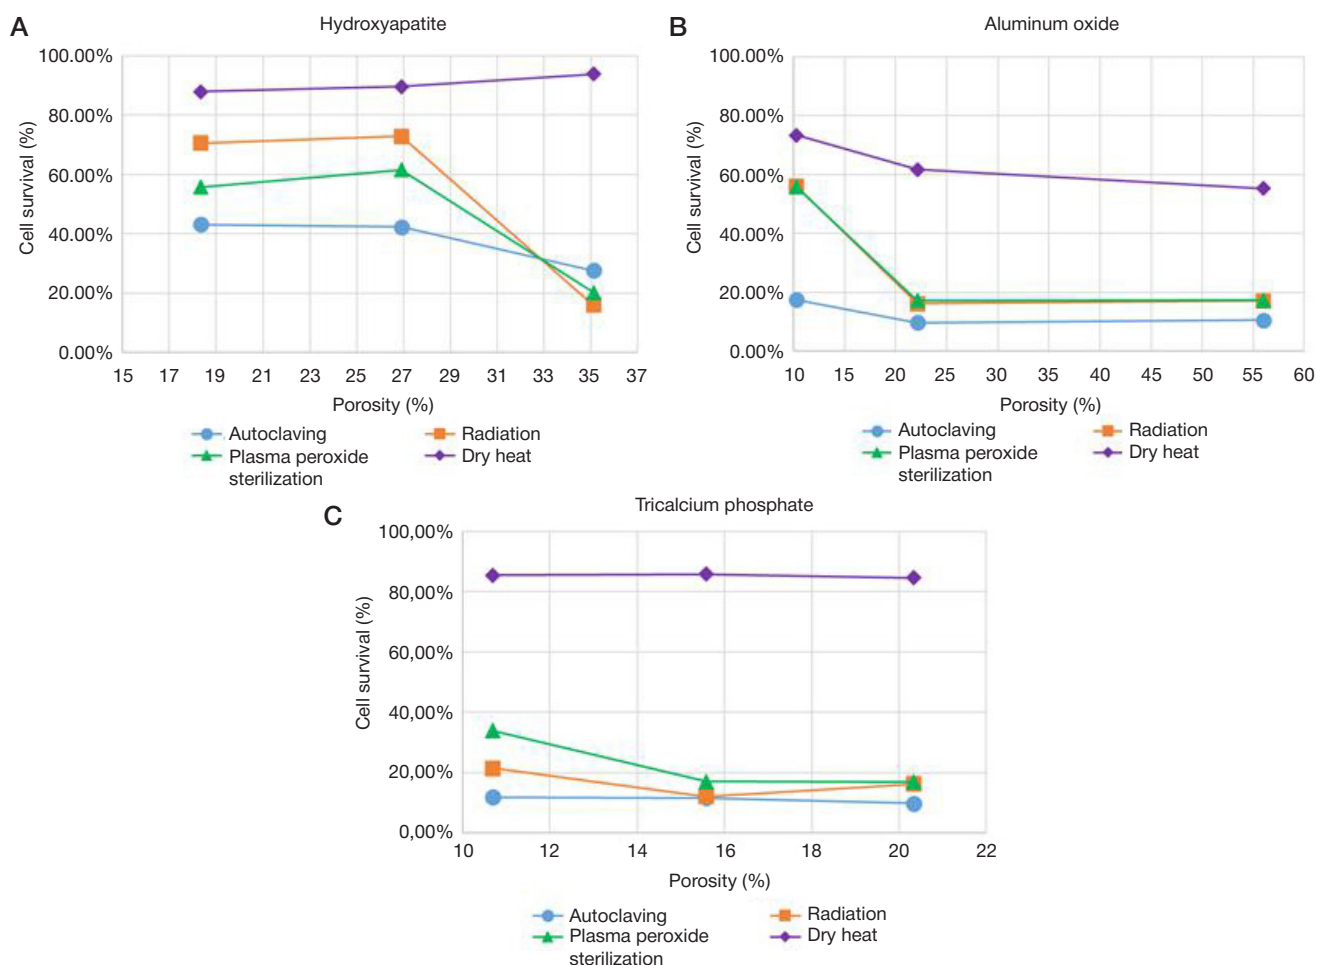 A
Hydroxyapatite
Cell survival (%)
100.00%
80.00%
60.00%
40.00%
20.00%
0.00%
15 17 19 21 23 25 27 29 31 33 35 37
Porosity (%)
Autoclaving
Radiation
Plasma peroxide
sterilization
Dry heat
B
Aluminum oxide
Cell survival (%)
100.00%
80.00%
60.00%
40.00%
20.00%
0.00%
10 15 20 25 30 35 40 45 50 55 60
Porosity (%)
Autoclaving
Radiation
Plasma peroxide
sterilization
Dry heat
C
Tricalcium phosphate
Cell survival (%)
100,00%
80,00%
60,00%
40,00%
20,00%
0,00%
10 12 14 16 18 20 22
Porosity (%)
Autoclaving
Radiation
Plasma peroxide
sterilization
Dry heat